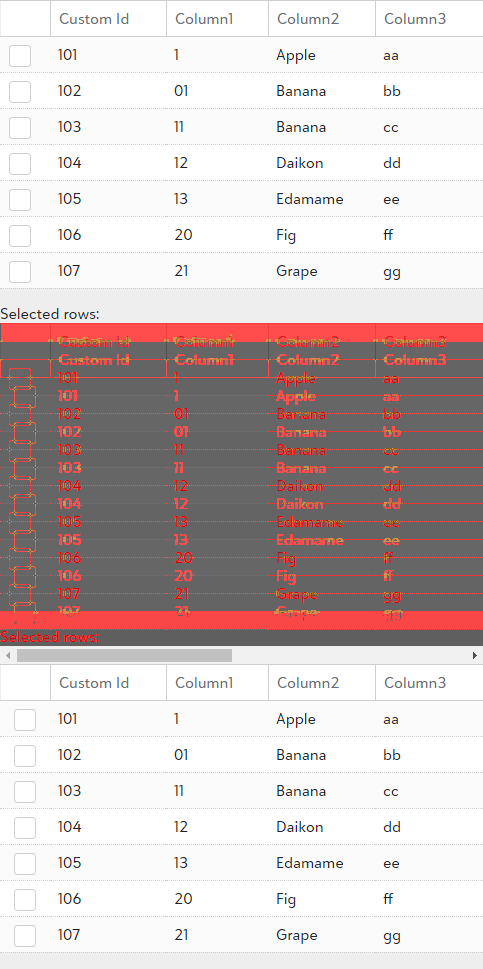 Custom Id Column1 Column2 Column3
101 1 Apple aa
102 01 Banana bb
103 11 Banana cc
104 12 Daikon dd
105 13 Edamame ee
106 20 Fig ff
107 21 Grape gg
Selected rows:
Custom Id Column1 Column2 Column3
Custom Id Column1 Column2 Column3
101 1 Apple aa
101 1 Apple aa
102 01 Banana bb
102 01 Banana bb
103 11 Banana cc
103 11 Banana cc
104 12 Daikon dd
104 12 Daikon dd
105 13 Edamame ee
105 13 Edamame ee
106 20 Fig ff
106 20 Fig ff
107 21 Grape gg
107 21 Grape gg
Selected rows:
Custom Id Column1 Column2 Column3
101 1 Apple aa
102 01 Banana bb
103 11 Banana cc
104 12 Daikon dd
105 13 Edamame ee
106 20 Fig ff
107 21 Grape gg